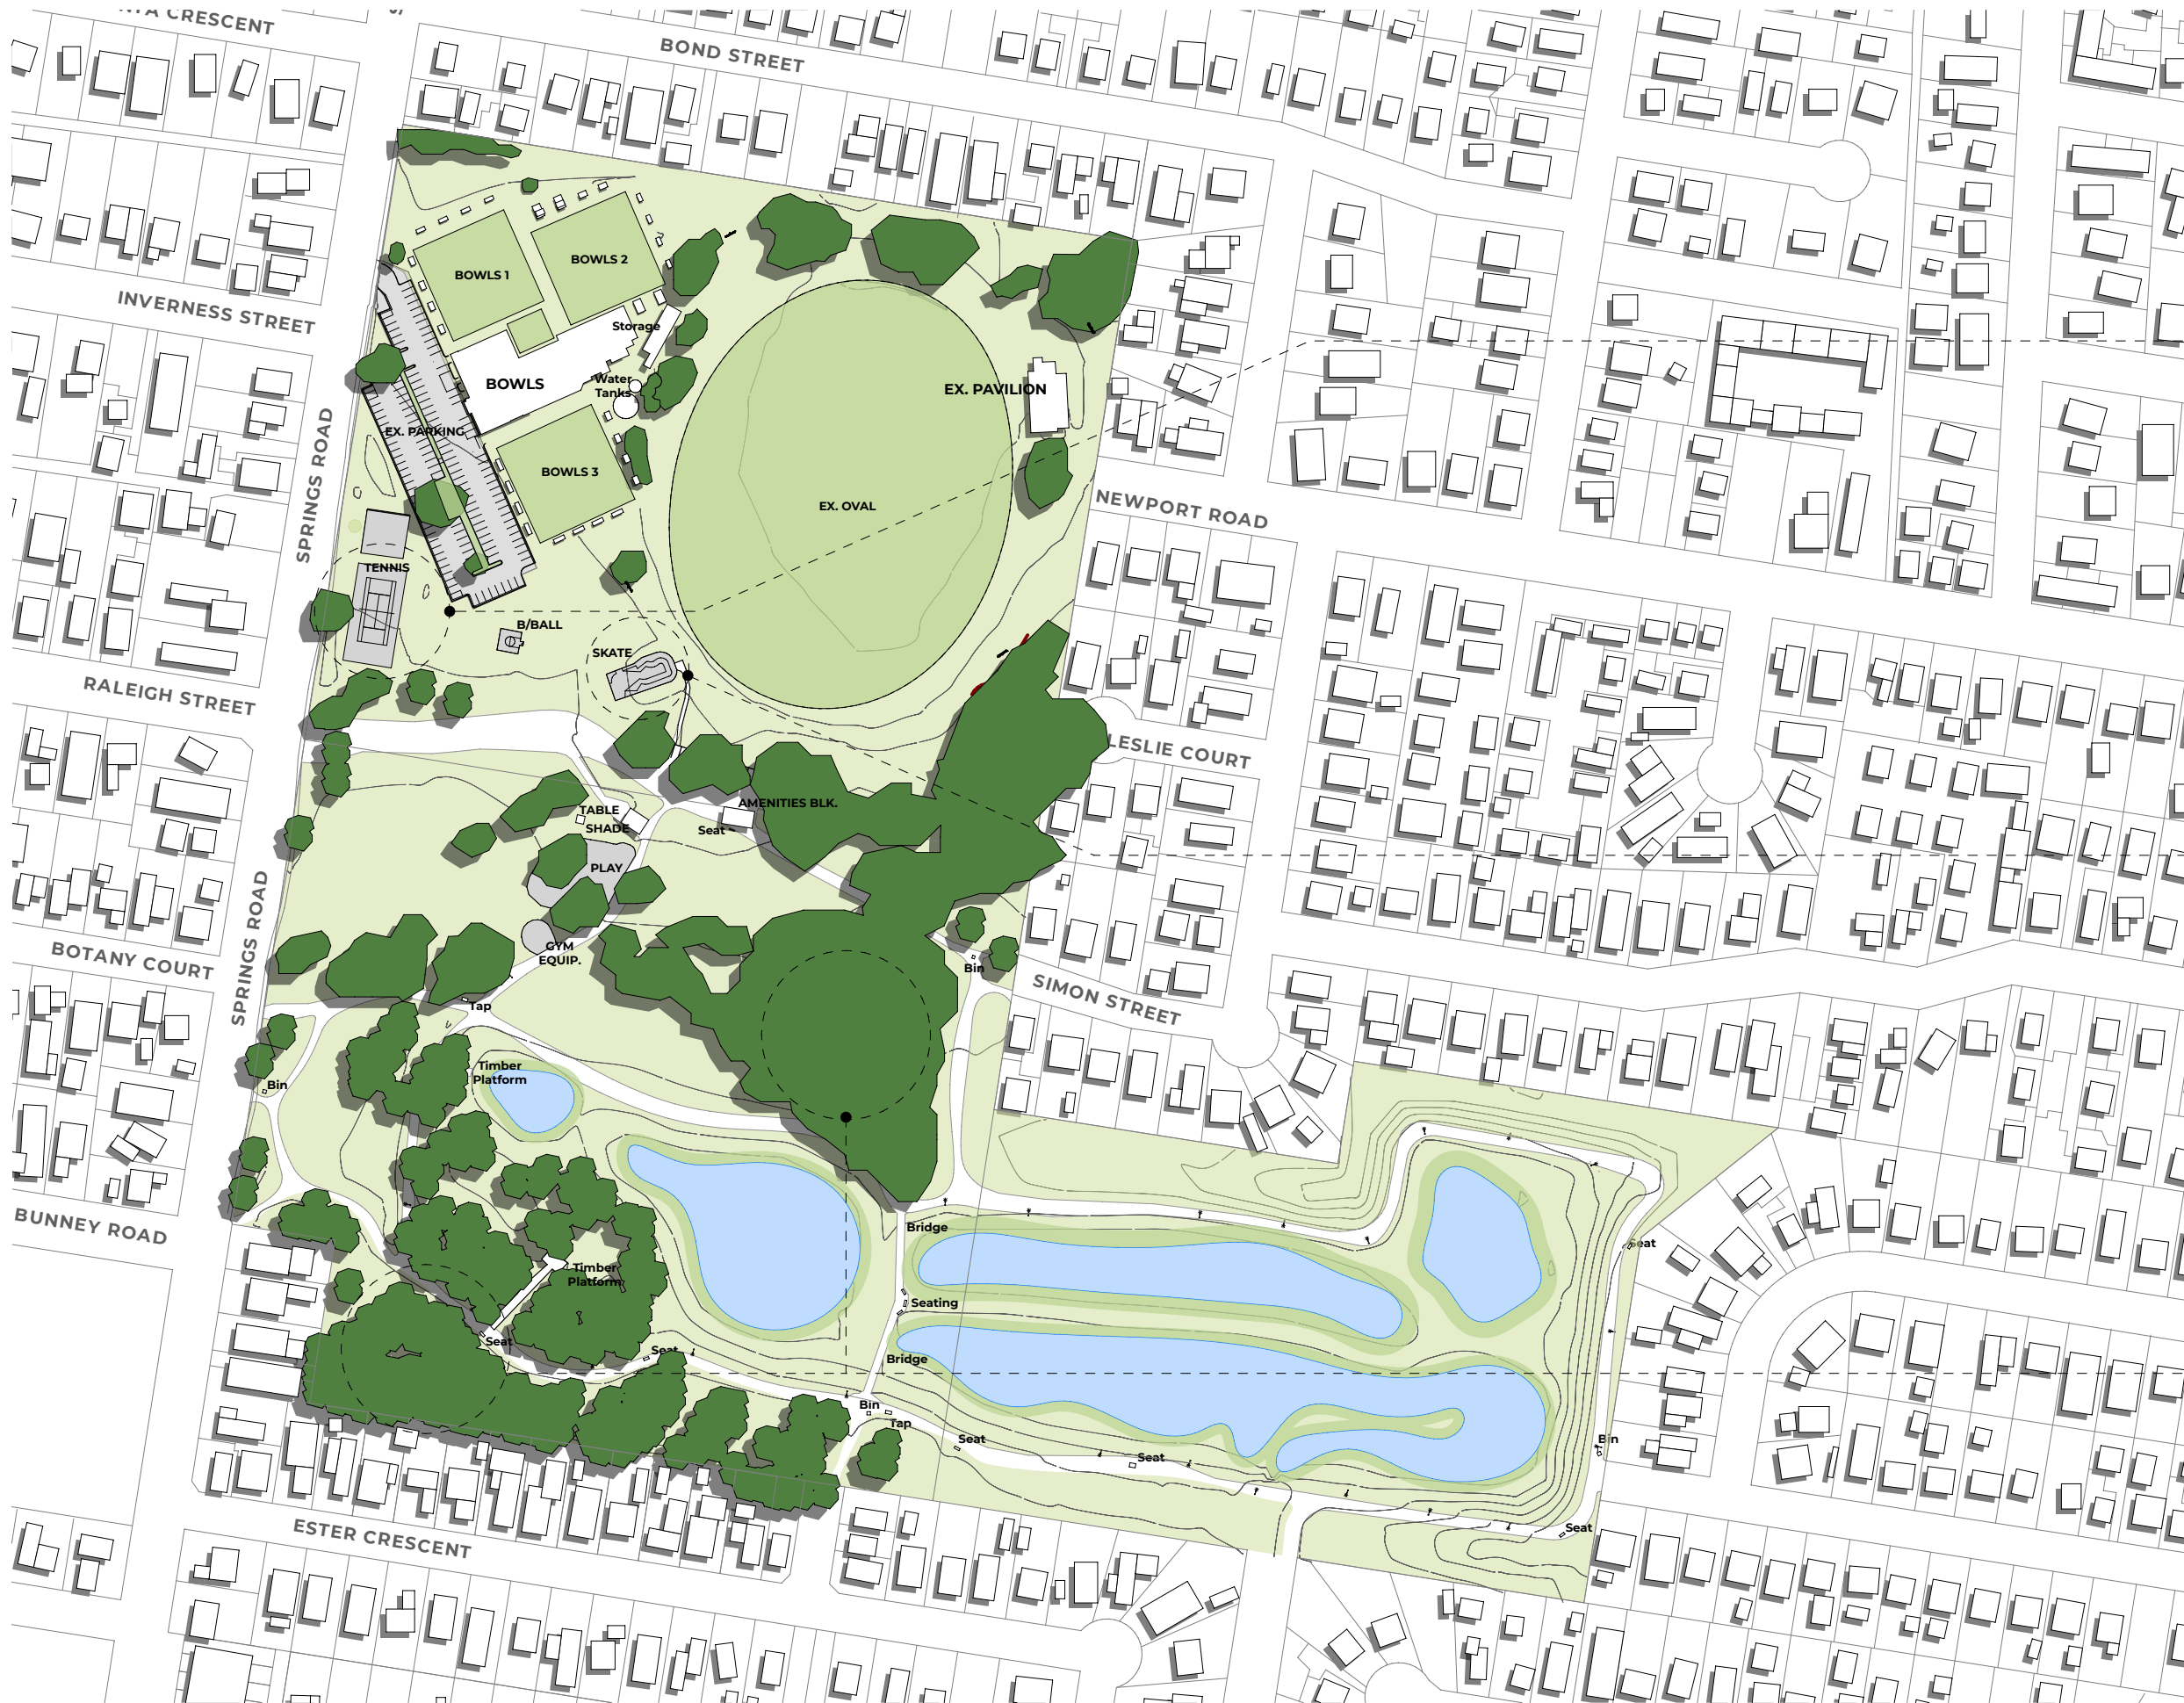 CRESCENT
BOND STREET
BOWLS 2
BOWLS 1
INVERNESS STREET
Storage
Water
Tanks
BOWLS
EX. PAVILION
EX. PARKING
SPRINGS ROAD
BOWLS 3
NEWPORT ROAD
EX. OVAL
TENNIS
B/BALL
SKATE
RALEIGH STREET
LESLIE COURT
AMENITIES BLK.
TABLE
SHADE
Seat
PLAY
SPRINGS ROAD
GYM
EQUIP.
BOTANY COURT
Bin
SIMON STREET
Tap
Timber
Platform
Bin
BUNNEY ROAD
Bridge
Seat
Timber
Platform
Seating
Seat
Seat
Bridge
Bin
Tap
Seat
Bin
Seat
Seat
ESTER CRESCENT